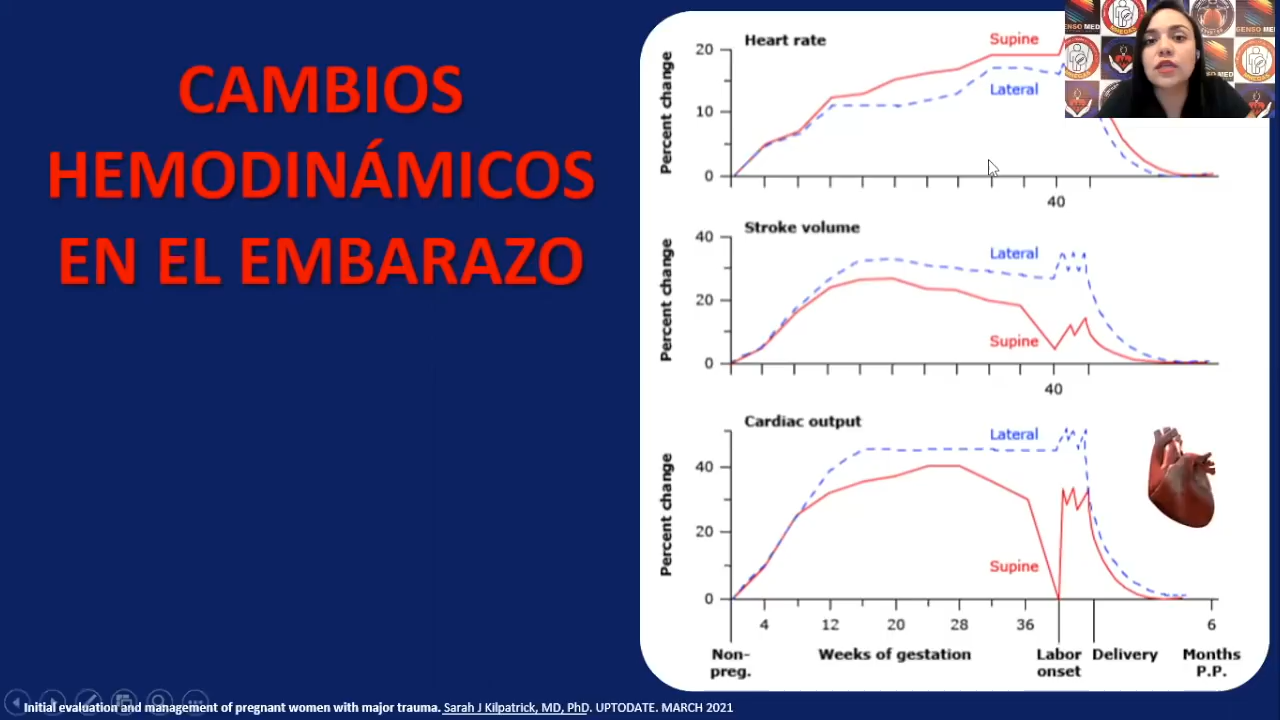 CAMBIOS
HEMODINÁMICOS
EN EL EMBARAZO
Heart rate
Supine
Lateral
Percent change
20
10
0
40
Stroke volume
Lateral
Supine
Percent change
40
20
0
40
Cardiac output
Lateral
Supine
Percent change
40
20
0
4 12 20 28 36 6
Non-preg. Weeks of gestation Labor onset Delivery Months P.P.
Initial evaluation and management of pregnant women with major trauma. Sarah J Kilpatrick, MD, PhD. UPTODATE. MARCH 2021